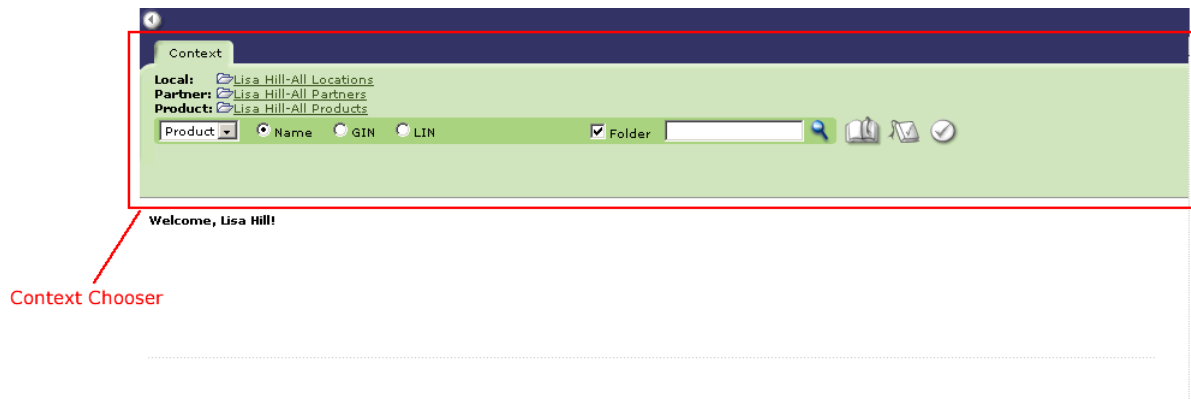 Context
Local: Lisa Hill-All Locations
Partner: Lisa Hill-All Partners
Product: Lisa Hill-All Products
Product Name GIN LIN Folder
Welcome, Lisa Hill!
Context Chooser